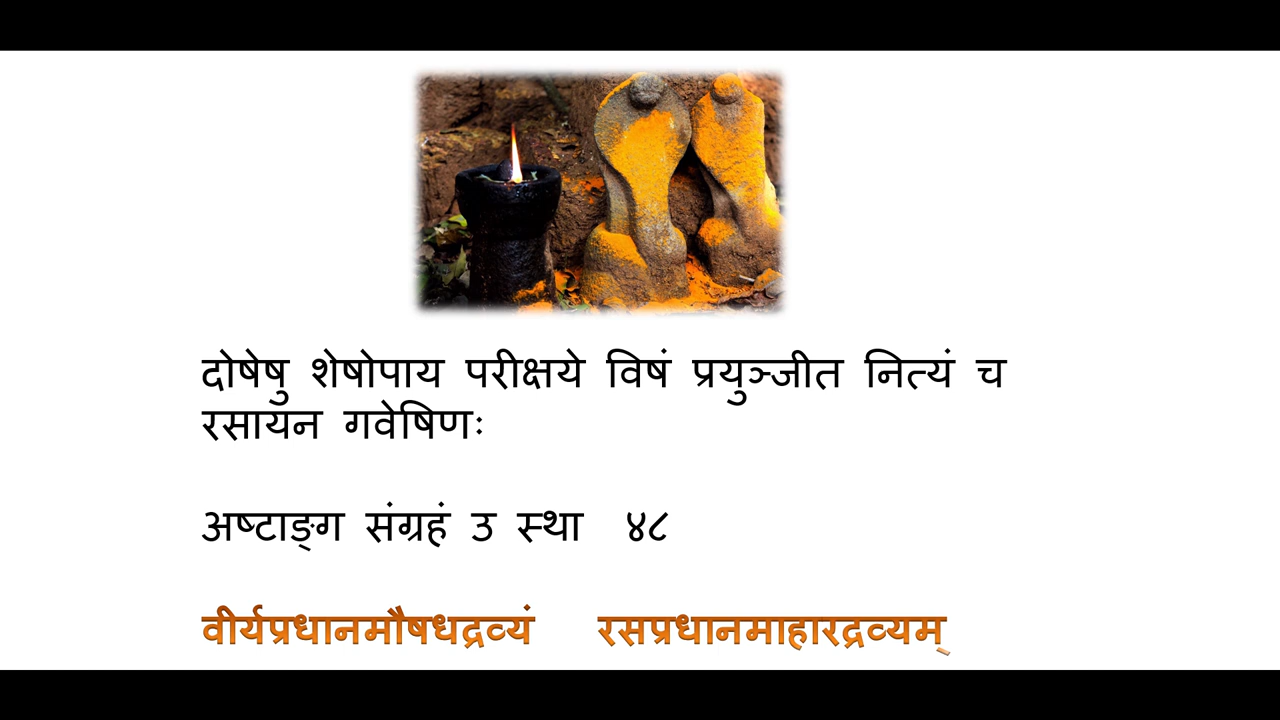 दोषेषु शेषोपाय परीक्षये विषं प्रयुञ्जीत नित्यं च
रसायन गवेषिणः
अष्टाङ्ग संग्रहं उ स्था ४८
वीर्यप्रधानमौषधद्रव्यं रसप्रधानमाहारद्रव्यम्